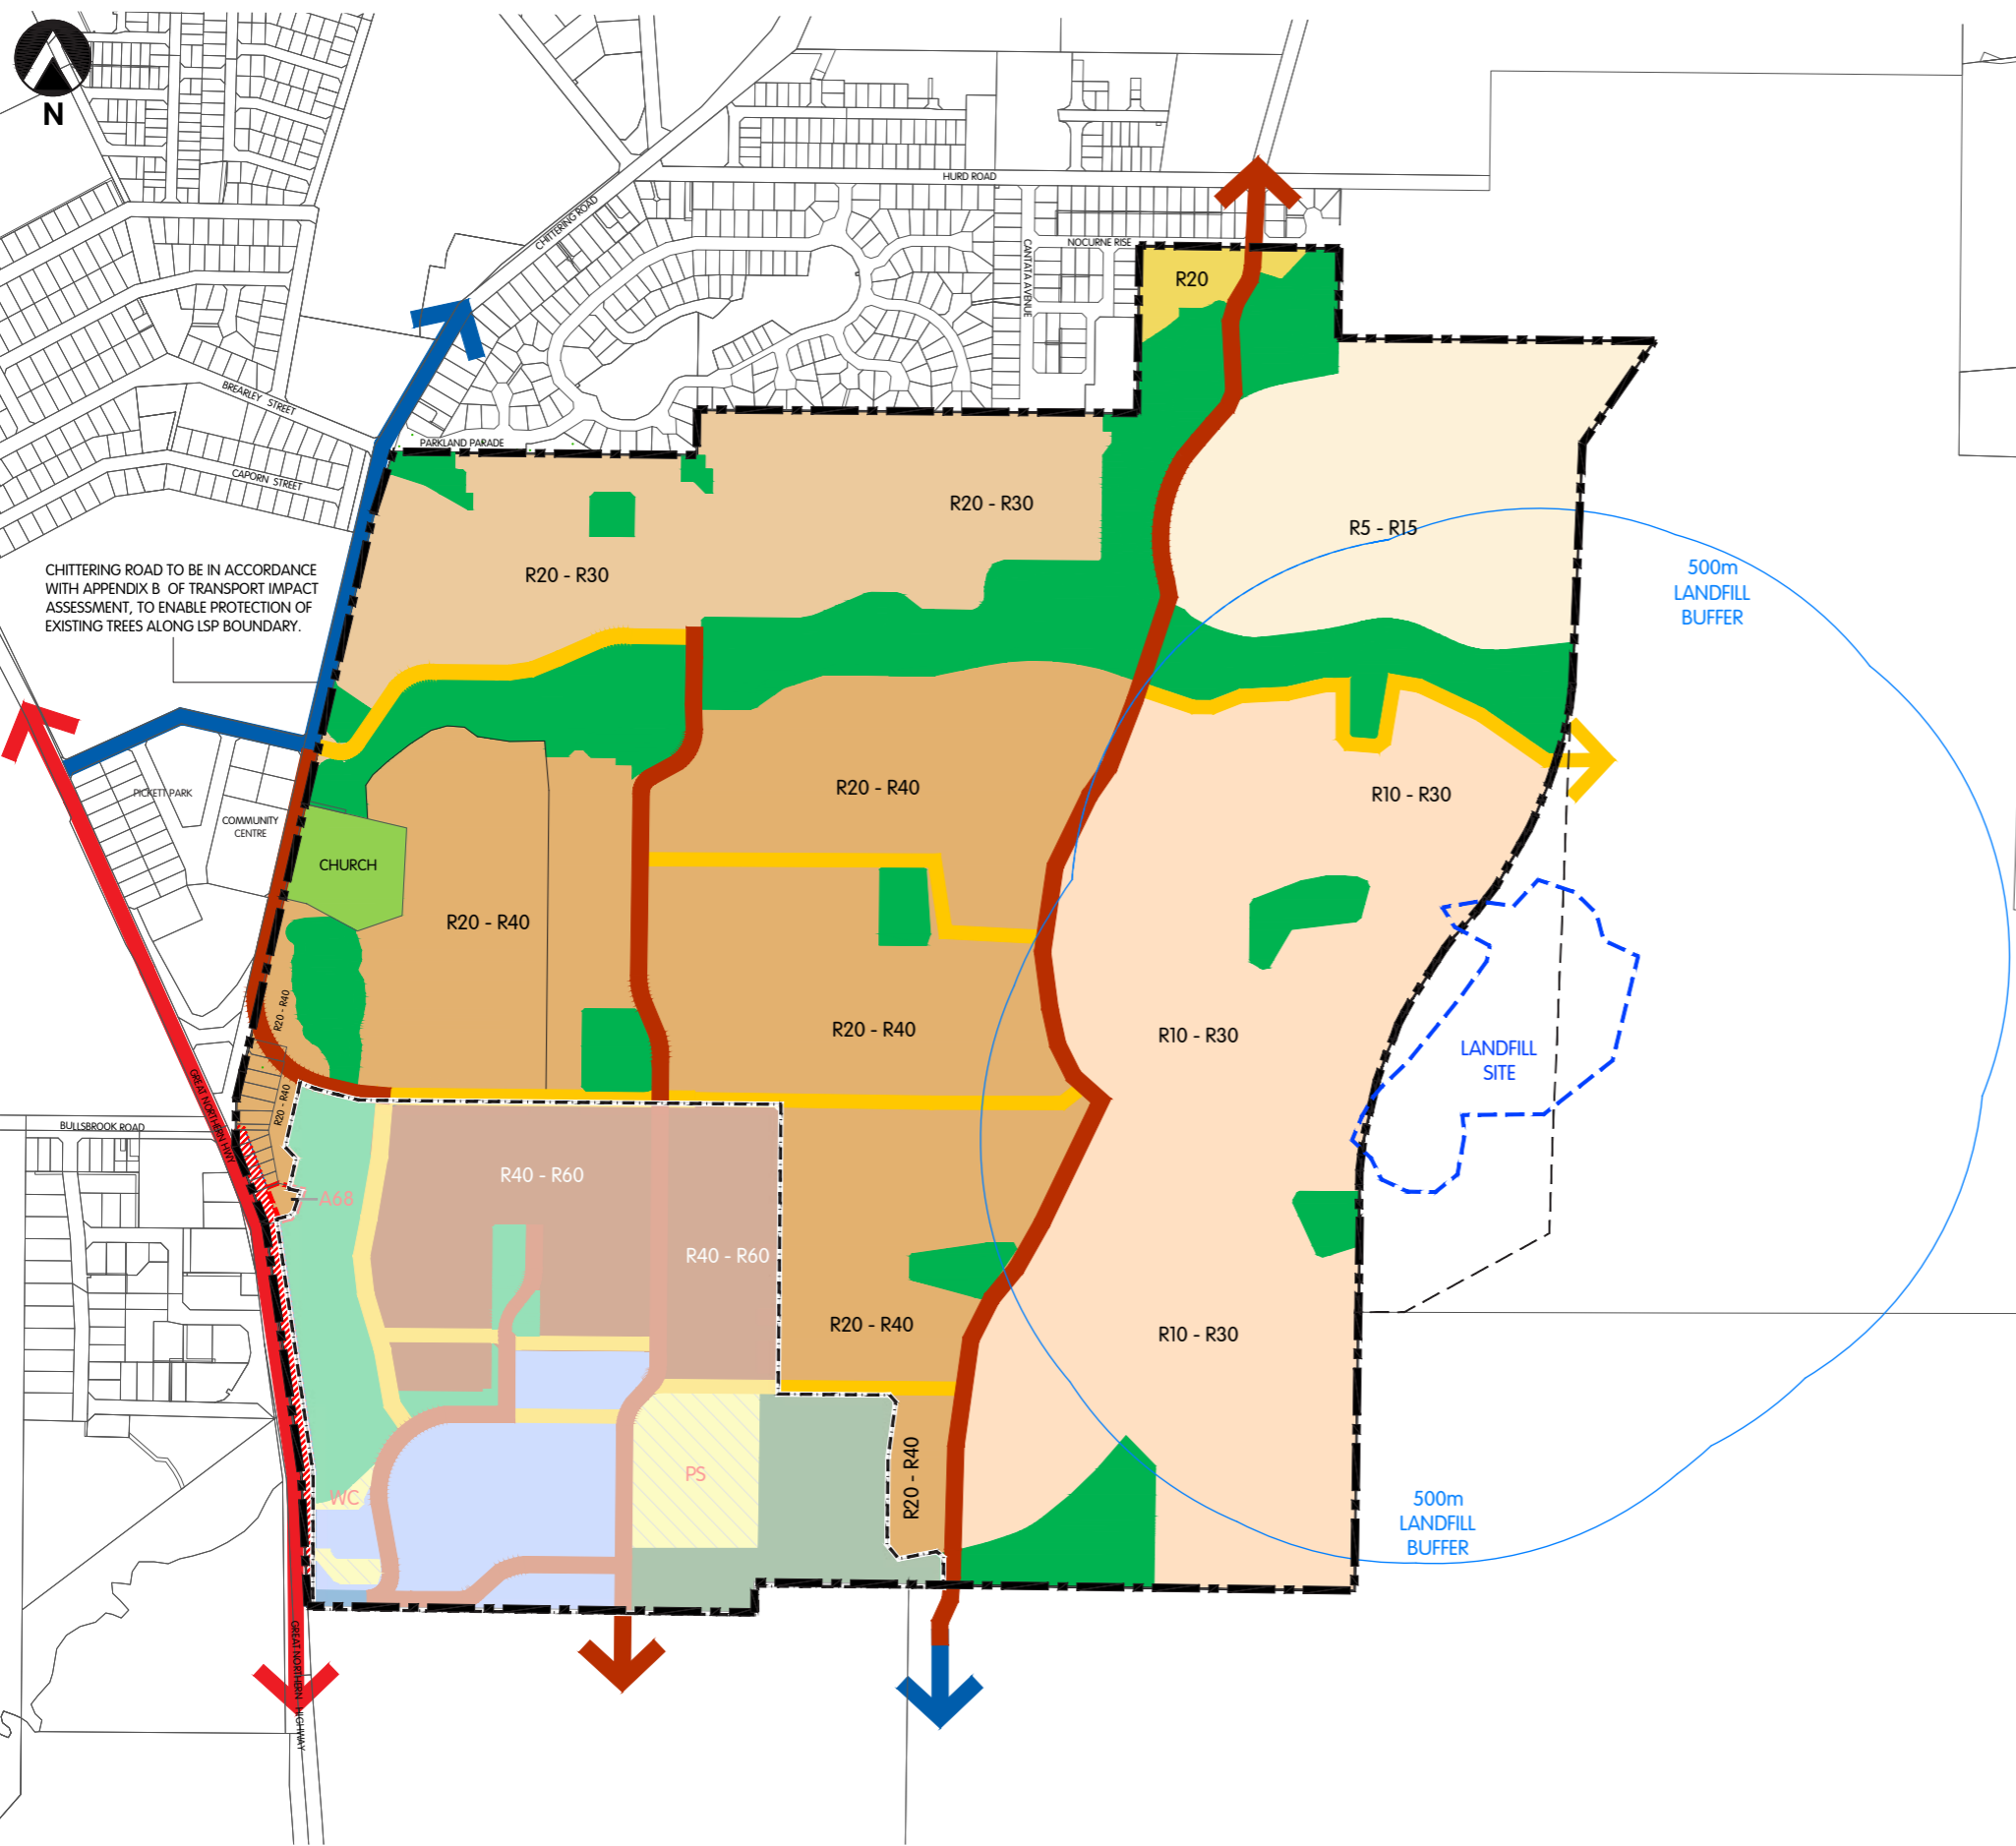 N
HURD ROAD
CHITTERING ROAD
NOCURNE RISE
CANTATA AVENUE
R20
BREARLEY STREET
PARKLAND PARADE
CAPORN STREET
R20 - R30
R5 - R15
R20 - R30
CHITTERING ROAD TO BE IN ACCORDANCE
WITH APPENDIX B OF TRANSPORT IMPACT
ASSESSMENT, TO ENABLE PROTECTION OF
EXISTING TREES ALONG LSP BOUNDARY.
500m
LANDFILL
BUFFER
R20 - R40
R10 - R30
PICKETT PARK
COMMUNITY
CENTRE
CHURCH
R20 - R40
R20 - R40
R20 - R40
R10 - R30
LANDFILL
SITE
GREAT NORTHERN HWY
R20 - R40
BULLSBROOK ROAD
R40 - R60
A68
R40 - R60
R20 - R40
R10 - R30
PS
R20 - R40
WC
500m
LANDFILL
BUFFER
GREAT NORTHERN HIGHWAY